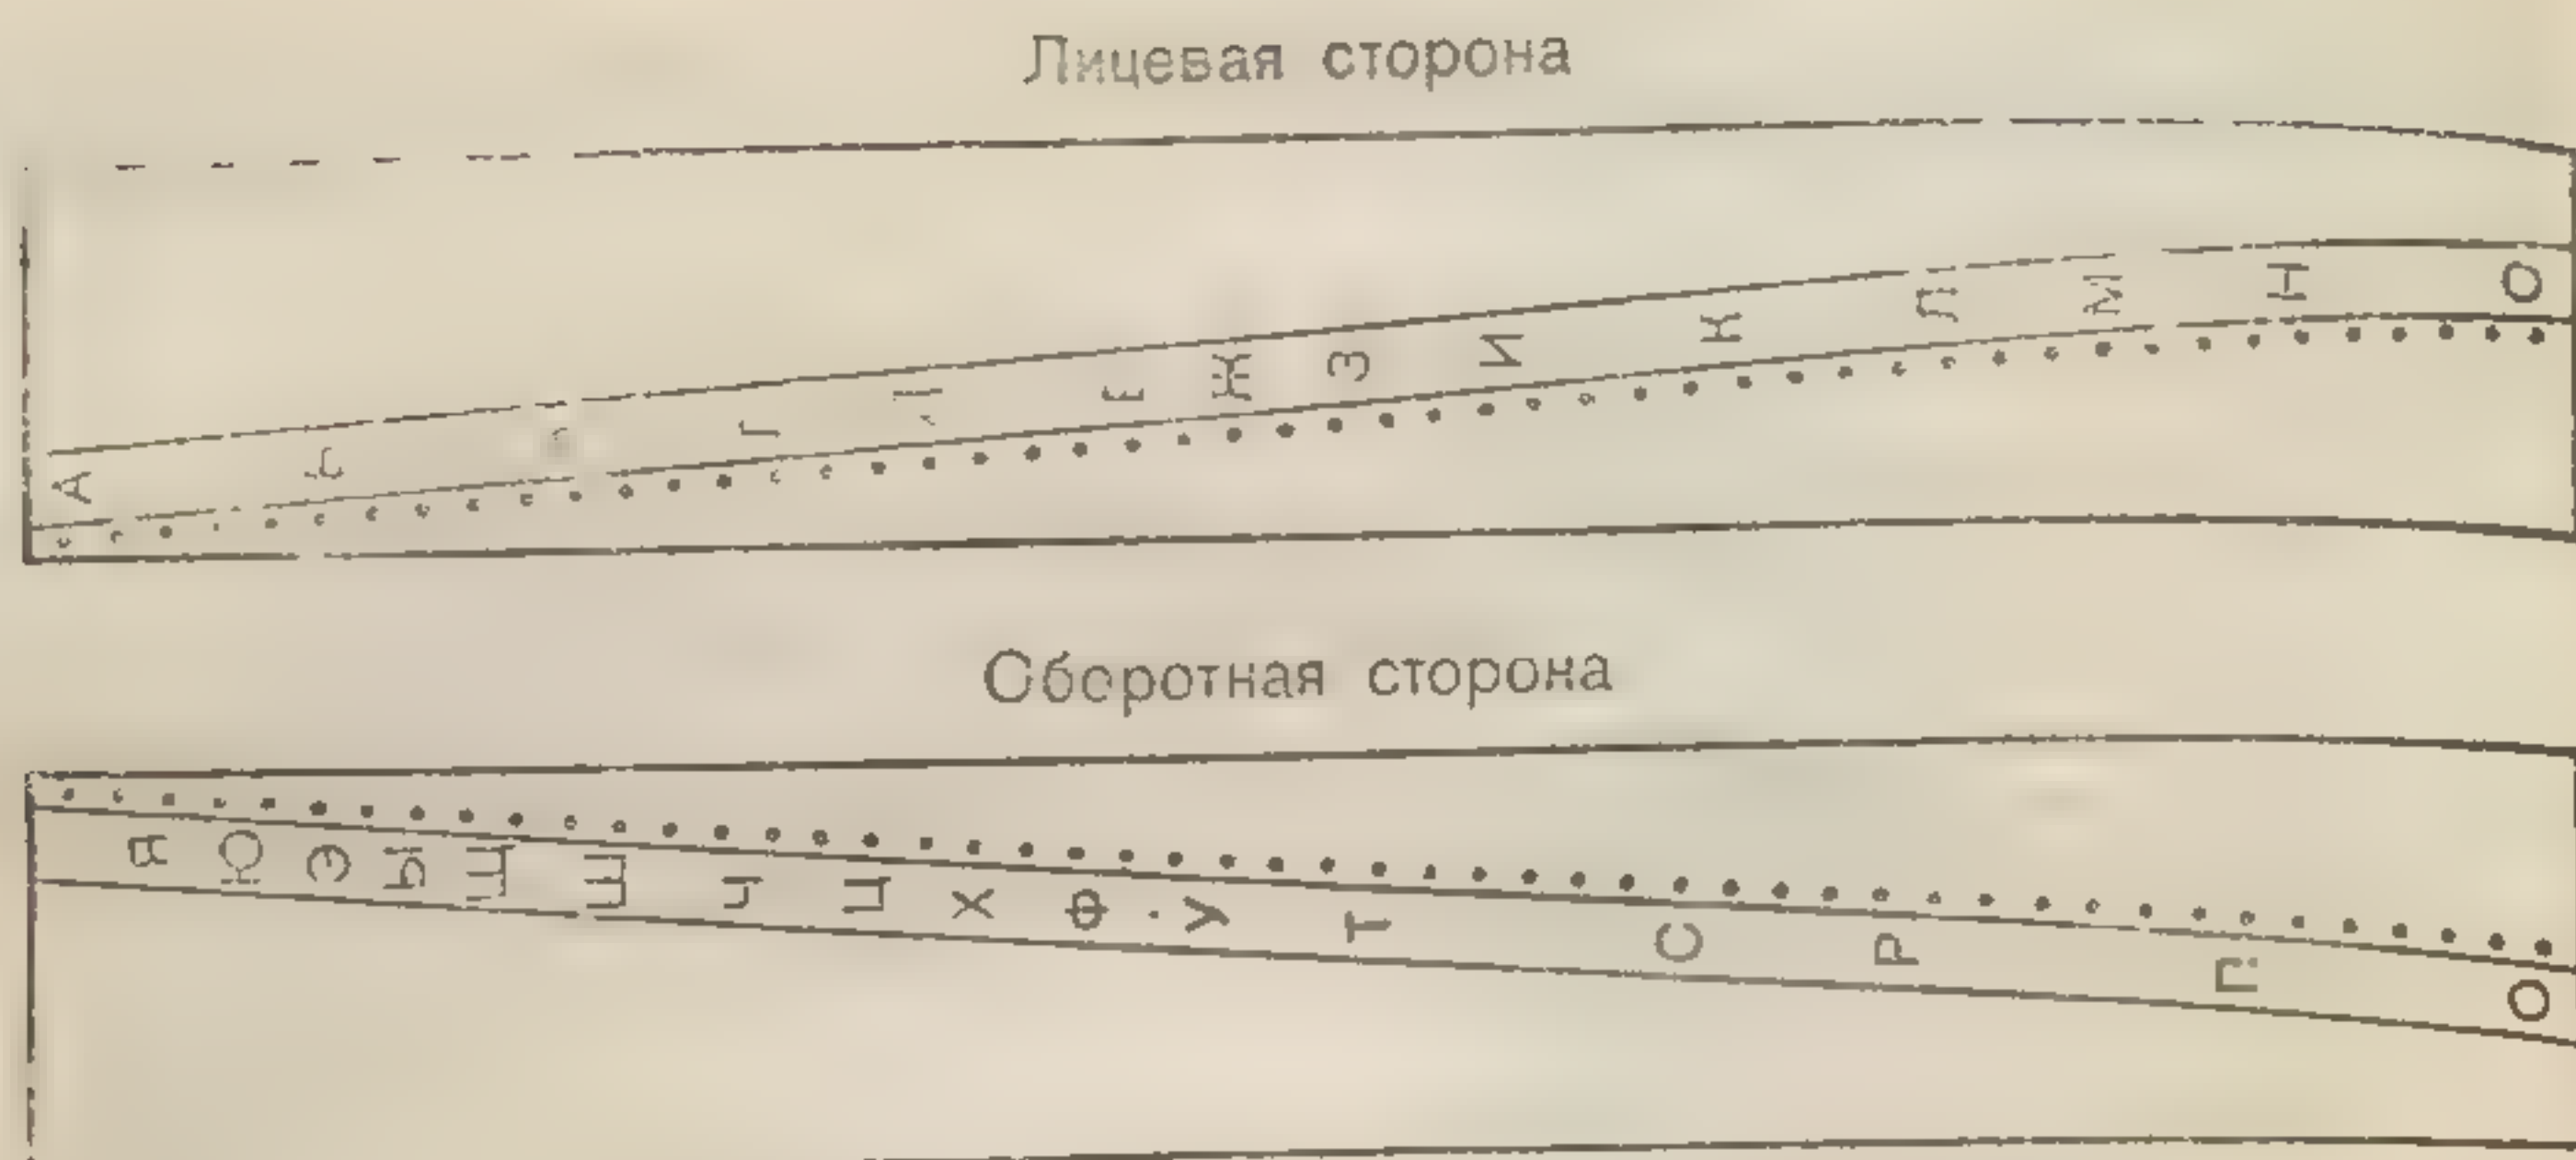 Лицевая сторона
А Г Е Ж З И К Л М Н О
Оборотная сторона
Я Ю Э Ы Щ Ш Ч Ц Х Ф У Т С Р П О